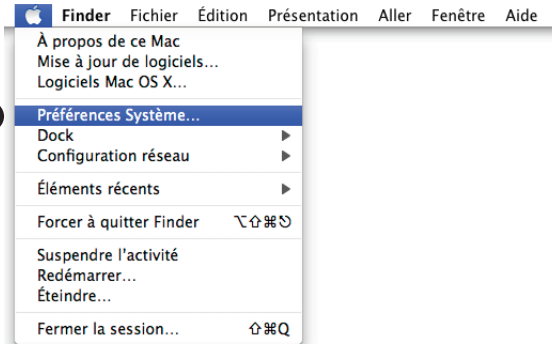 Finder Fichier Édition Présentation Aller Fenêtre Aide
À propos de ce Mac
Mise à jour de logiciels...
Logiciels Mac OS X...
Préférences Système...
Dock
Configuration réseau
Éléments récents
Forcer à quitter Finder ⌥⇧⌘⎋
Suspendre l'activité
Redémarrer...
Éteindre...
Fermer la session... ⇧⌘Q